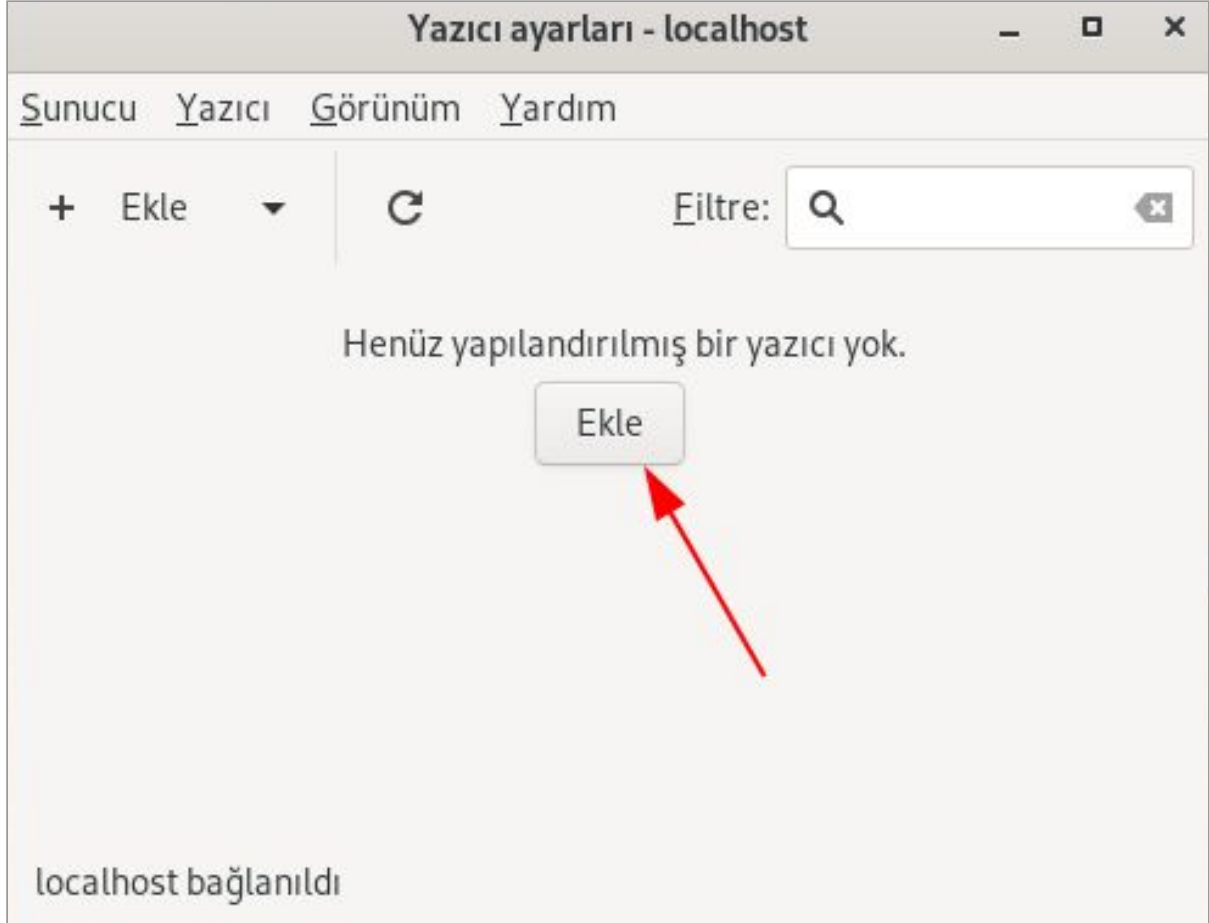 Yazıcı ayarları - localhost
Sunucu Yazıcı Görünüm Yardım
+ Ekle Filtre:
Henüz yapılandırılmış bir yazıcı yok.
Ekle
localhost bağlanıldı